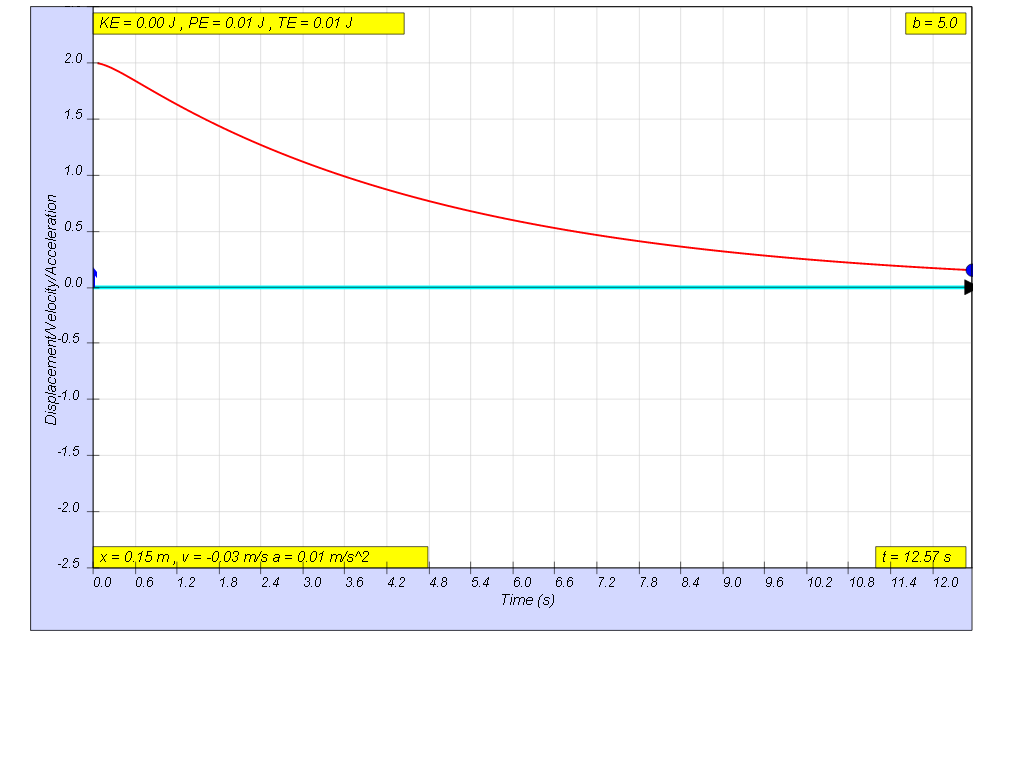 KE = 0.00 J , PE = 0.01 J , TE = 0.01 J
b = 5.0
2.0
1.5
1.0
0.5
0.0
-0.5
-1.0
-1.5
-2.0
-2.5
Displacement/Velocity/Acceleration
x = 0.15 m , v = -0.03 m/s a = 0.01 m/s^2
t = 12.57 s
0.0 0.6 1.2 1.8 2.4 3.0 3.6 4.2 4.8 5.4 6.0 6.6 7.2 7.8 8.4 9.0 9.6 10.2 10.8 11.4 12.0
Time (s)